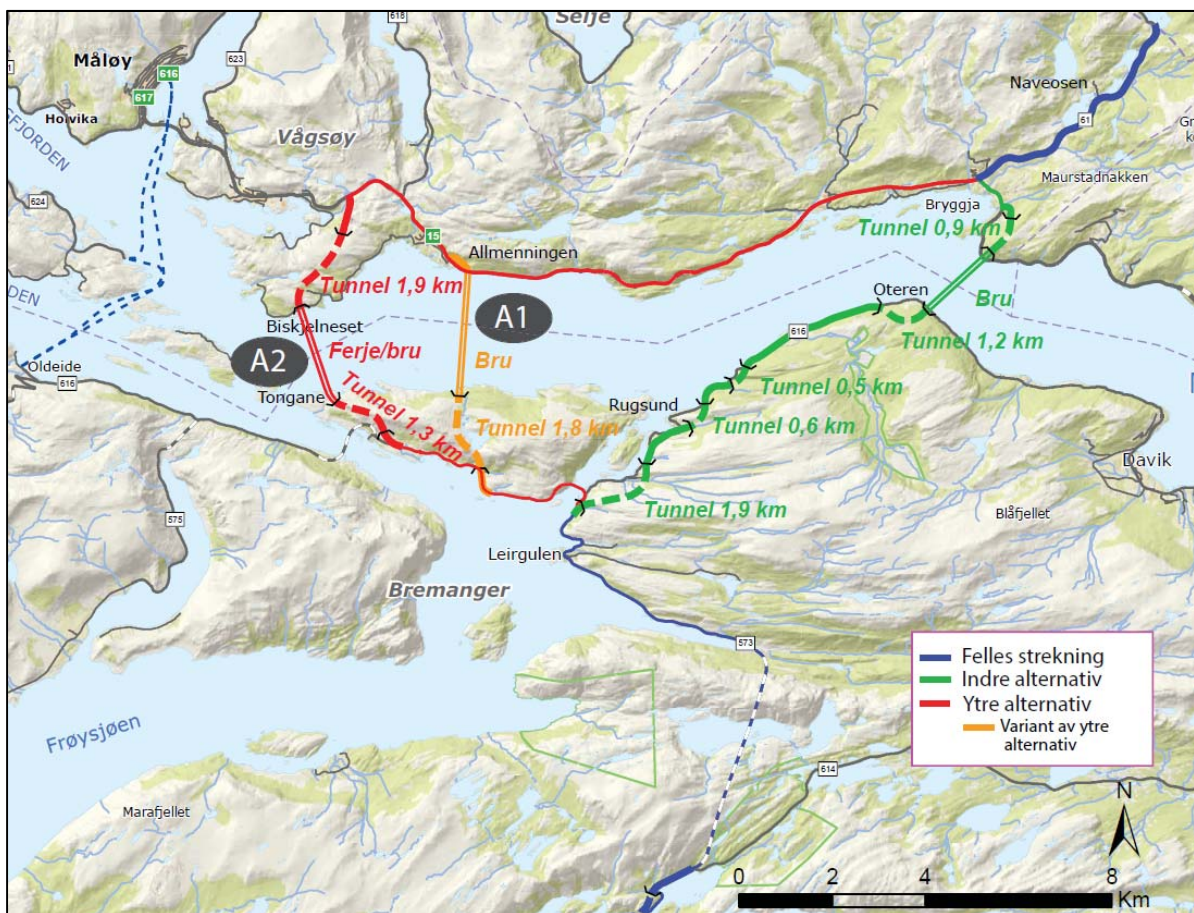 Selje
618
616
623
Måløy
616
617
Holvika
Vågsøy
Naveosen
61
Maurstadnakken
Bryggja
Tunnel 0,9 km
624
15
Allmenningen
Tunnel 1,9 km
A1
Oteren
Bru
Biskjelneset
A2
Ferje/bru
Bru
616
Tunnel 1,2 km
Oldeide
616
Tongane
Tunnel 1,3 km
Rugsund
Tunnel 0,5 km
Tunnel 1,8 km
Tunnel 0,6 km
Davik
575
Tunnel 1,9 km
Blåfjellet
Leirgulen
Bremanger
573
Felles strekning
Indre alternativ
Ytre alternativ
Variant av ytre
alternativ
Frøysjøen
614
Marafjellet
N
0 4 8
Km